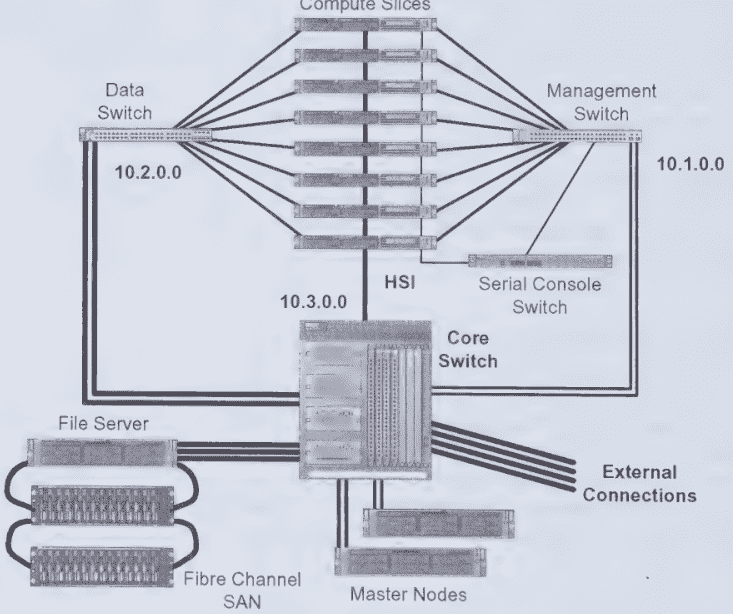 Compute Slices
Data
Switch
Management
Switch
10.2.0.0
10.1.0.0
HSI
Serial Console
Switch
10.3.0.0
Core
Switch
File Server
External
Connections
Fibre Channel
SAN
Master Nodes